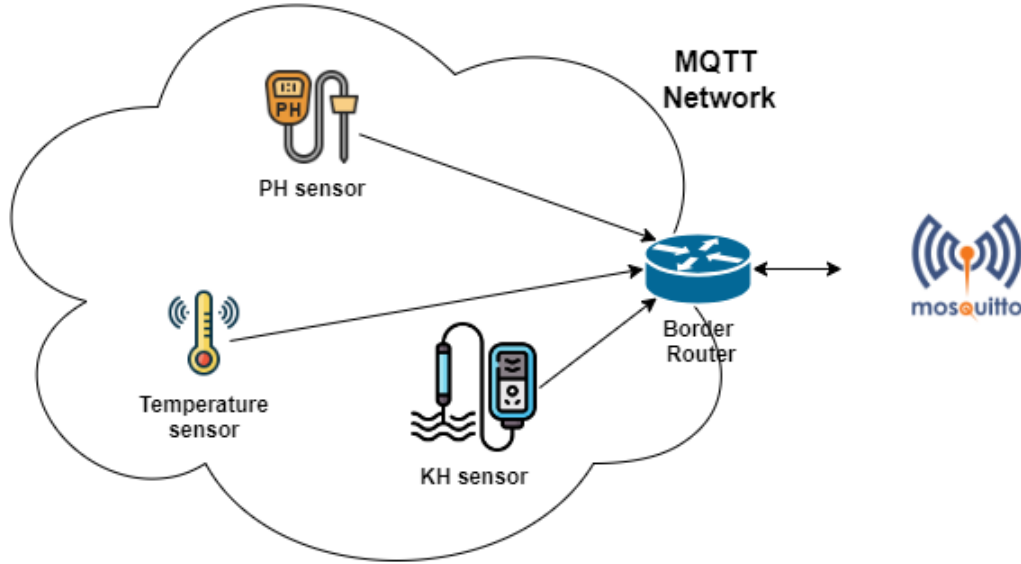 MQTT
Network
PH
PH sensor
mosquitto
Border
Router
Temperature
sensor
KH sensor